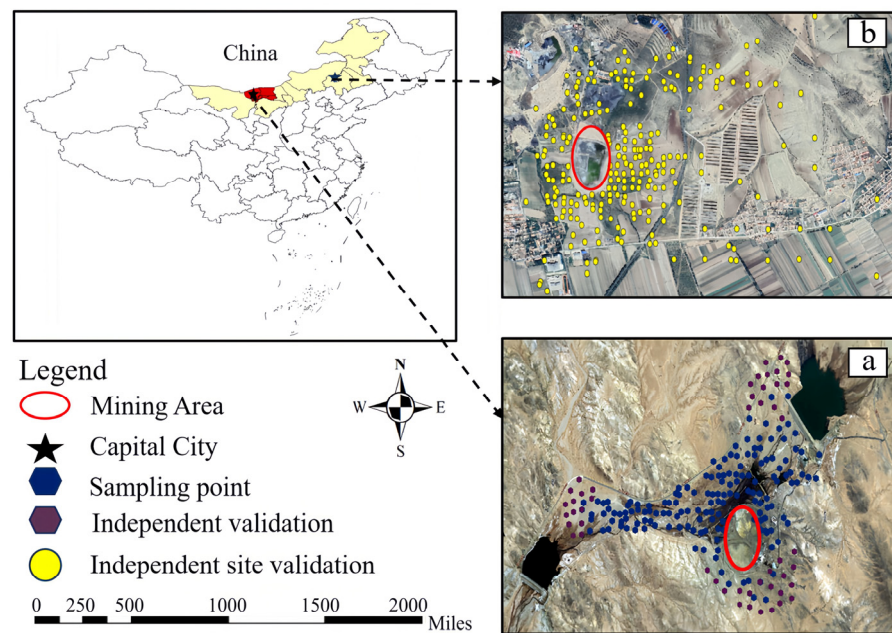 China
b
a
Legend
Mining Area
Capital City
Sampling point
Independent validation
Independent site validation
N
W E
S
0 250 500 1000 1500 2000
Miles